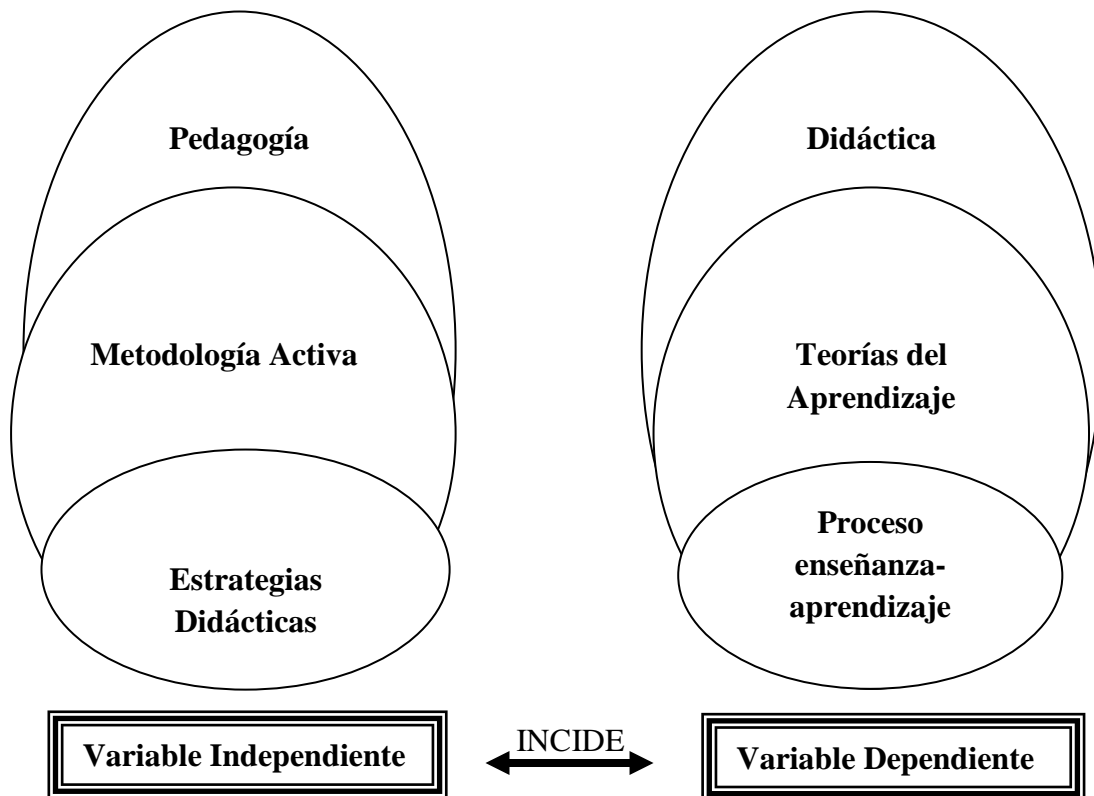 Pedagogía
Metodología Activa
Estrategias
Didácticas
Variable Independiente
INCIDE
Didáctica
Teorías del
Aprendizaje
Proceso
enseñanza-
aprendizaje
Variable Dependiente